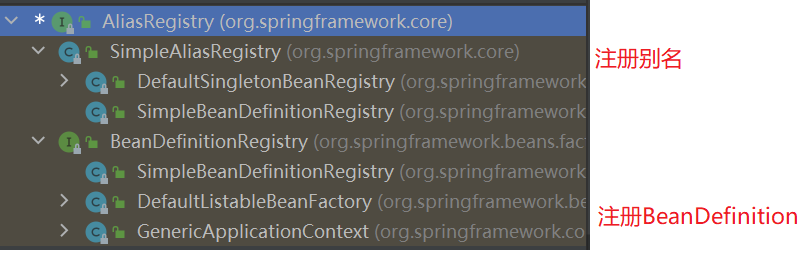 AliasRegistry (org.springframework.core)
SimpleAliasRegistry (org.springframework.core)
注册别名
DefaultSingletonBeanRegistry (org.springframework.
SimpleBeanDefinitionRegistry (org.springframework.
BeanDefinitionRegistry (org.springframework.beans.fac
SimpleBeanDefinitionRegistry (org.springframework.
DefaultListableBeanFactory (org.springframework.be
注册BeanDefinition
GenericApplicationContext (org.springframework.co